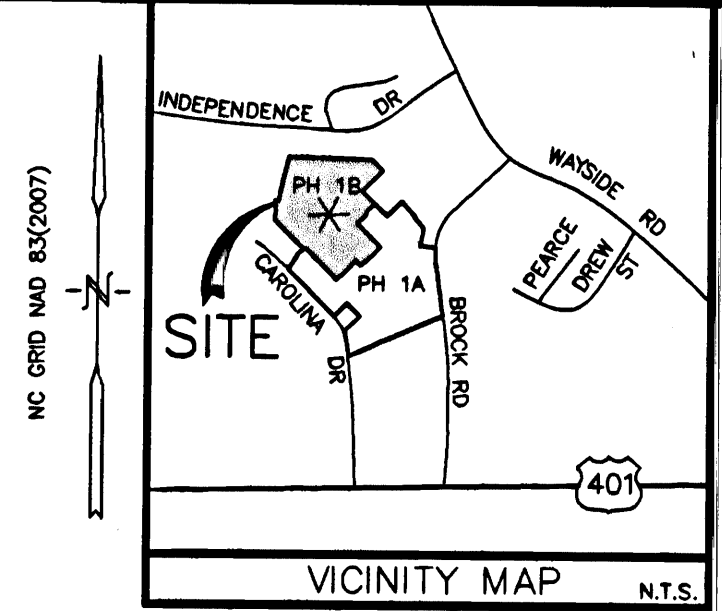 NC GRID NAD 83(2007)
N
INDEPENDENCE DR
WAYSIDE RD
PH 1B
PEARCE
DREW ST
CAROLINA DR
PH 1A
BROCK RD
SITE
401
VICINITY MAP
N.T.S.